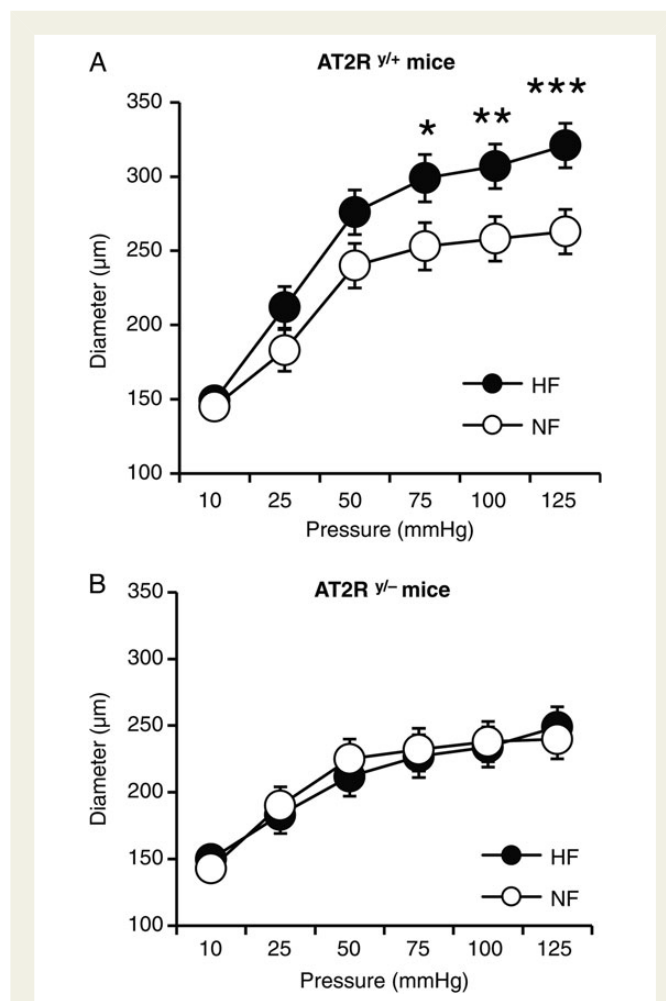 A
AT2R y/+ mice
* ** ***
350
300
250
200
150
100
Diameter (µm)
HF
NF
10 25 50 75 100 125
Pressure (mmHg)
B
AT2R y/– mice
350
300
250
200
150
100
Diameter (µm)
HF
NF
10 25 50 75 100 125
Pressure (mmHg)